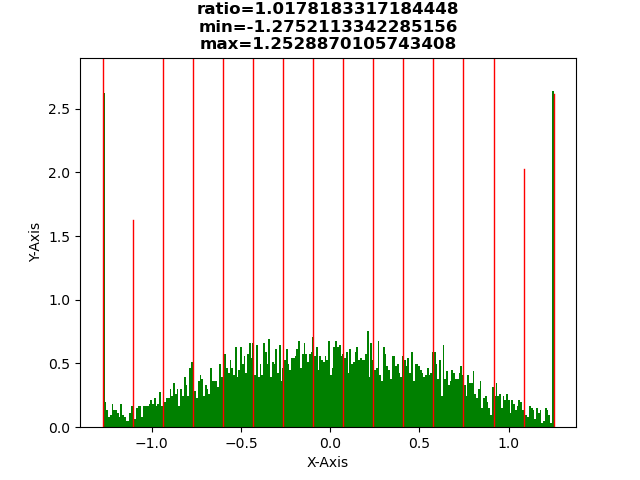 ratio=1.0178183317184448
min=-1.2752113342285156
max=1.2528870105743408
Y-Axis
2.5
2.0
1.5
1.0
0.5
0.0
−1.0 −0.5 0.0 0.5 1.0
X-Axis